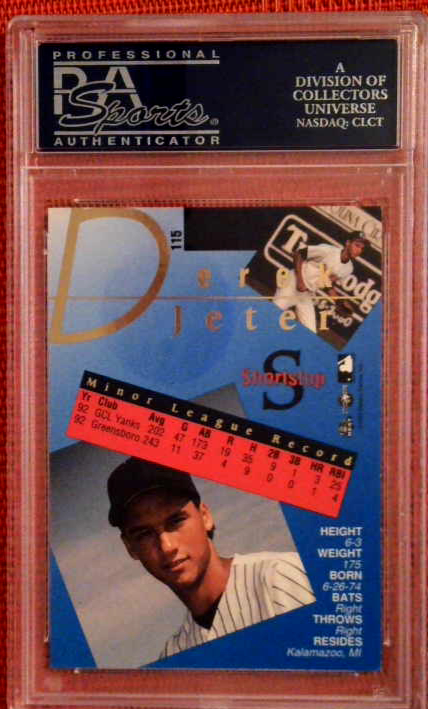 PROFESSIONAL
PSA
Sports
AUTHENTICATOR
A
DIVISION OF
COLLECTORS
UNIVERSE
NASDAQ: CLCT
115
Derek
Jeter
S
Shortstop
Minor League Record
Yr Club Avg G AB R H 2B 3B HR RBI
92 GCL Yanks 202 47 173 19 35 9 1 3 25
92 Greensboro 243 11 37 4 9 0 0 1 4
HEIGHT
6-3
WEIGHT
175
BORN
6-26-74
BATS
Right
THROWS
Right
RESIDES
Kalamazoo, MI